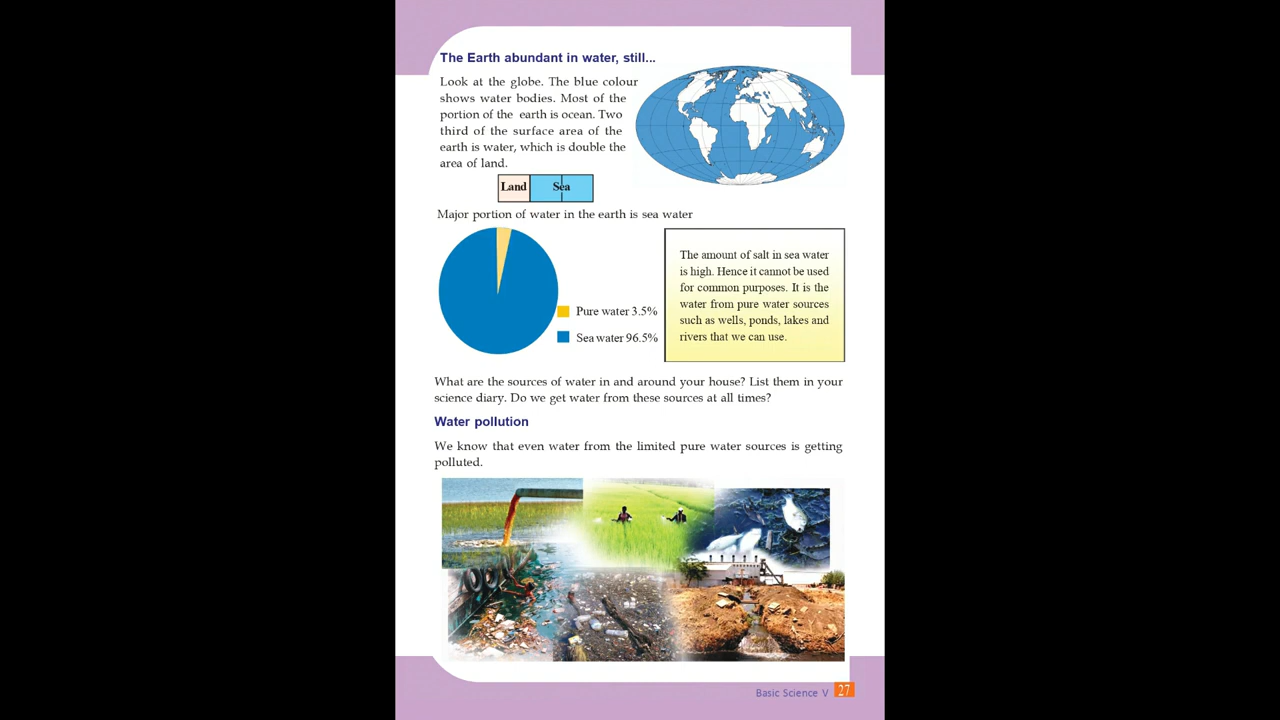 The Earth abundant in water, still...
Look at the globe. The blue colour
shows water bodies. Most of the
portion of the earth is ocean. Two
third of the surface area of the
earth is water, which is double the
area of land.
Land Sea
Major portion of water in the earth is sea water
Pure water 3.5%
Sea water 96.5%
The amount of salt in sea water
is high. Hence it cannot be used
for common purposes. It is the
water from pure water sources
such as wells, ponds, lakes and
rivers that we can use.
What are the sources of water in and around your house? List them in your
science diary. Do we get water from these sources at all times?
Water pollution
We know that even water from the limited pure water sources is getting
polluted.
Basic Science V 27